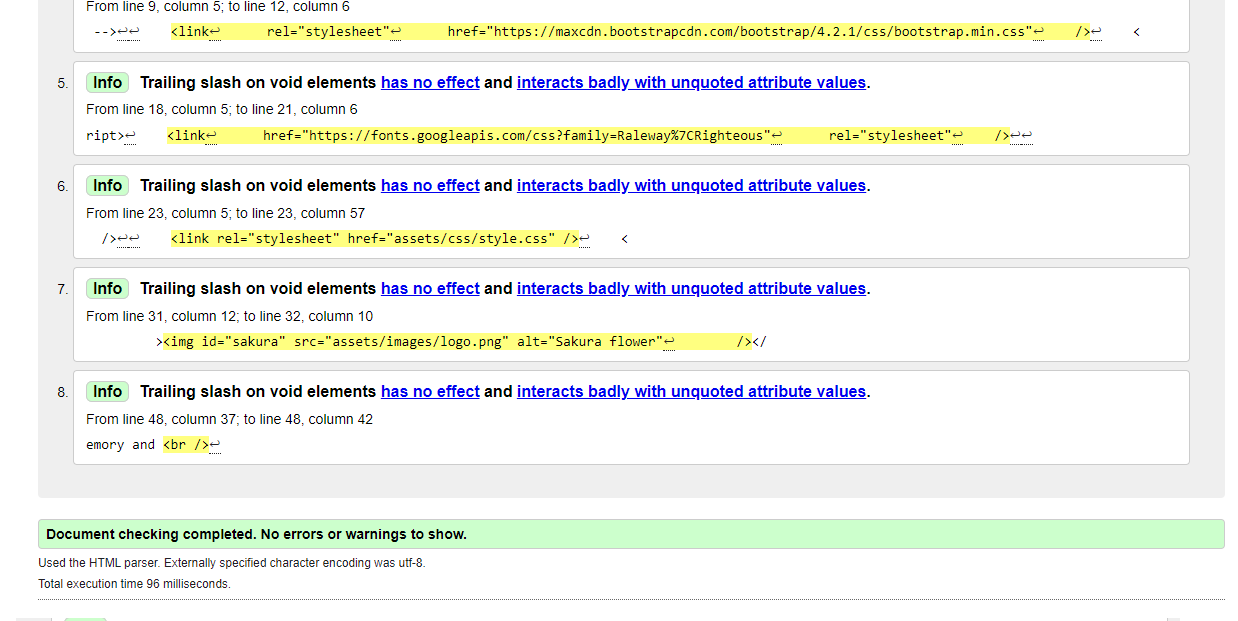 From line 9, column 5; to line 12, column 6
-->↩↩    <link↩      rel="stylesheet"↩      href="https://maxcdn.bootstrapcdn.com/bootstrap/4.2.1/css/bootstrap.min.css"↩    />↩    <
5. Info Trailing slash on void elements has no effect and interacts badly with unquoted attribute values.
From line 18, column 5; to line 21, column 6
ript>↩    <link↩      href="https://fonts.googleapis.com/css?family=Raleway%7CRighteous"↩      rel="stylesheet"↩    />↩↩
6. Info Trailing slash on void elements has no effect and interacts badly with unquoted attribute values.
From line 23, column 5; to line 23, column 57
/>↩↩    <link rel="stylesheet" href="assets/css/style.css" />↩    <
7. Info Trailing slash on void elements has no effect and interacts badly with unquoted attribute values.
From line 31, column 12; to line 32, column 10
><img id="sakura" src="assets/images/logo.png" alt="Sakura flower"↩        /></
8. Info Trailing slash on void elements has no effect and interacts badly with unquoted attribute values.
From line 48, column 37; to line 48, column 42
emory and <br />↩
Document checking completed. No errors or warnings to show.
Used the HTML parser. Externally specified character encoding was utf-8.
Total execution time 96 milliseconds.